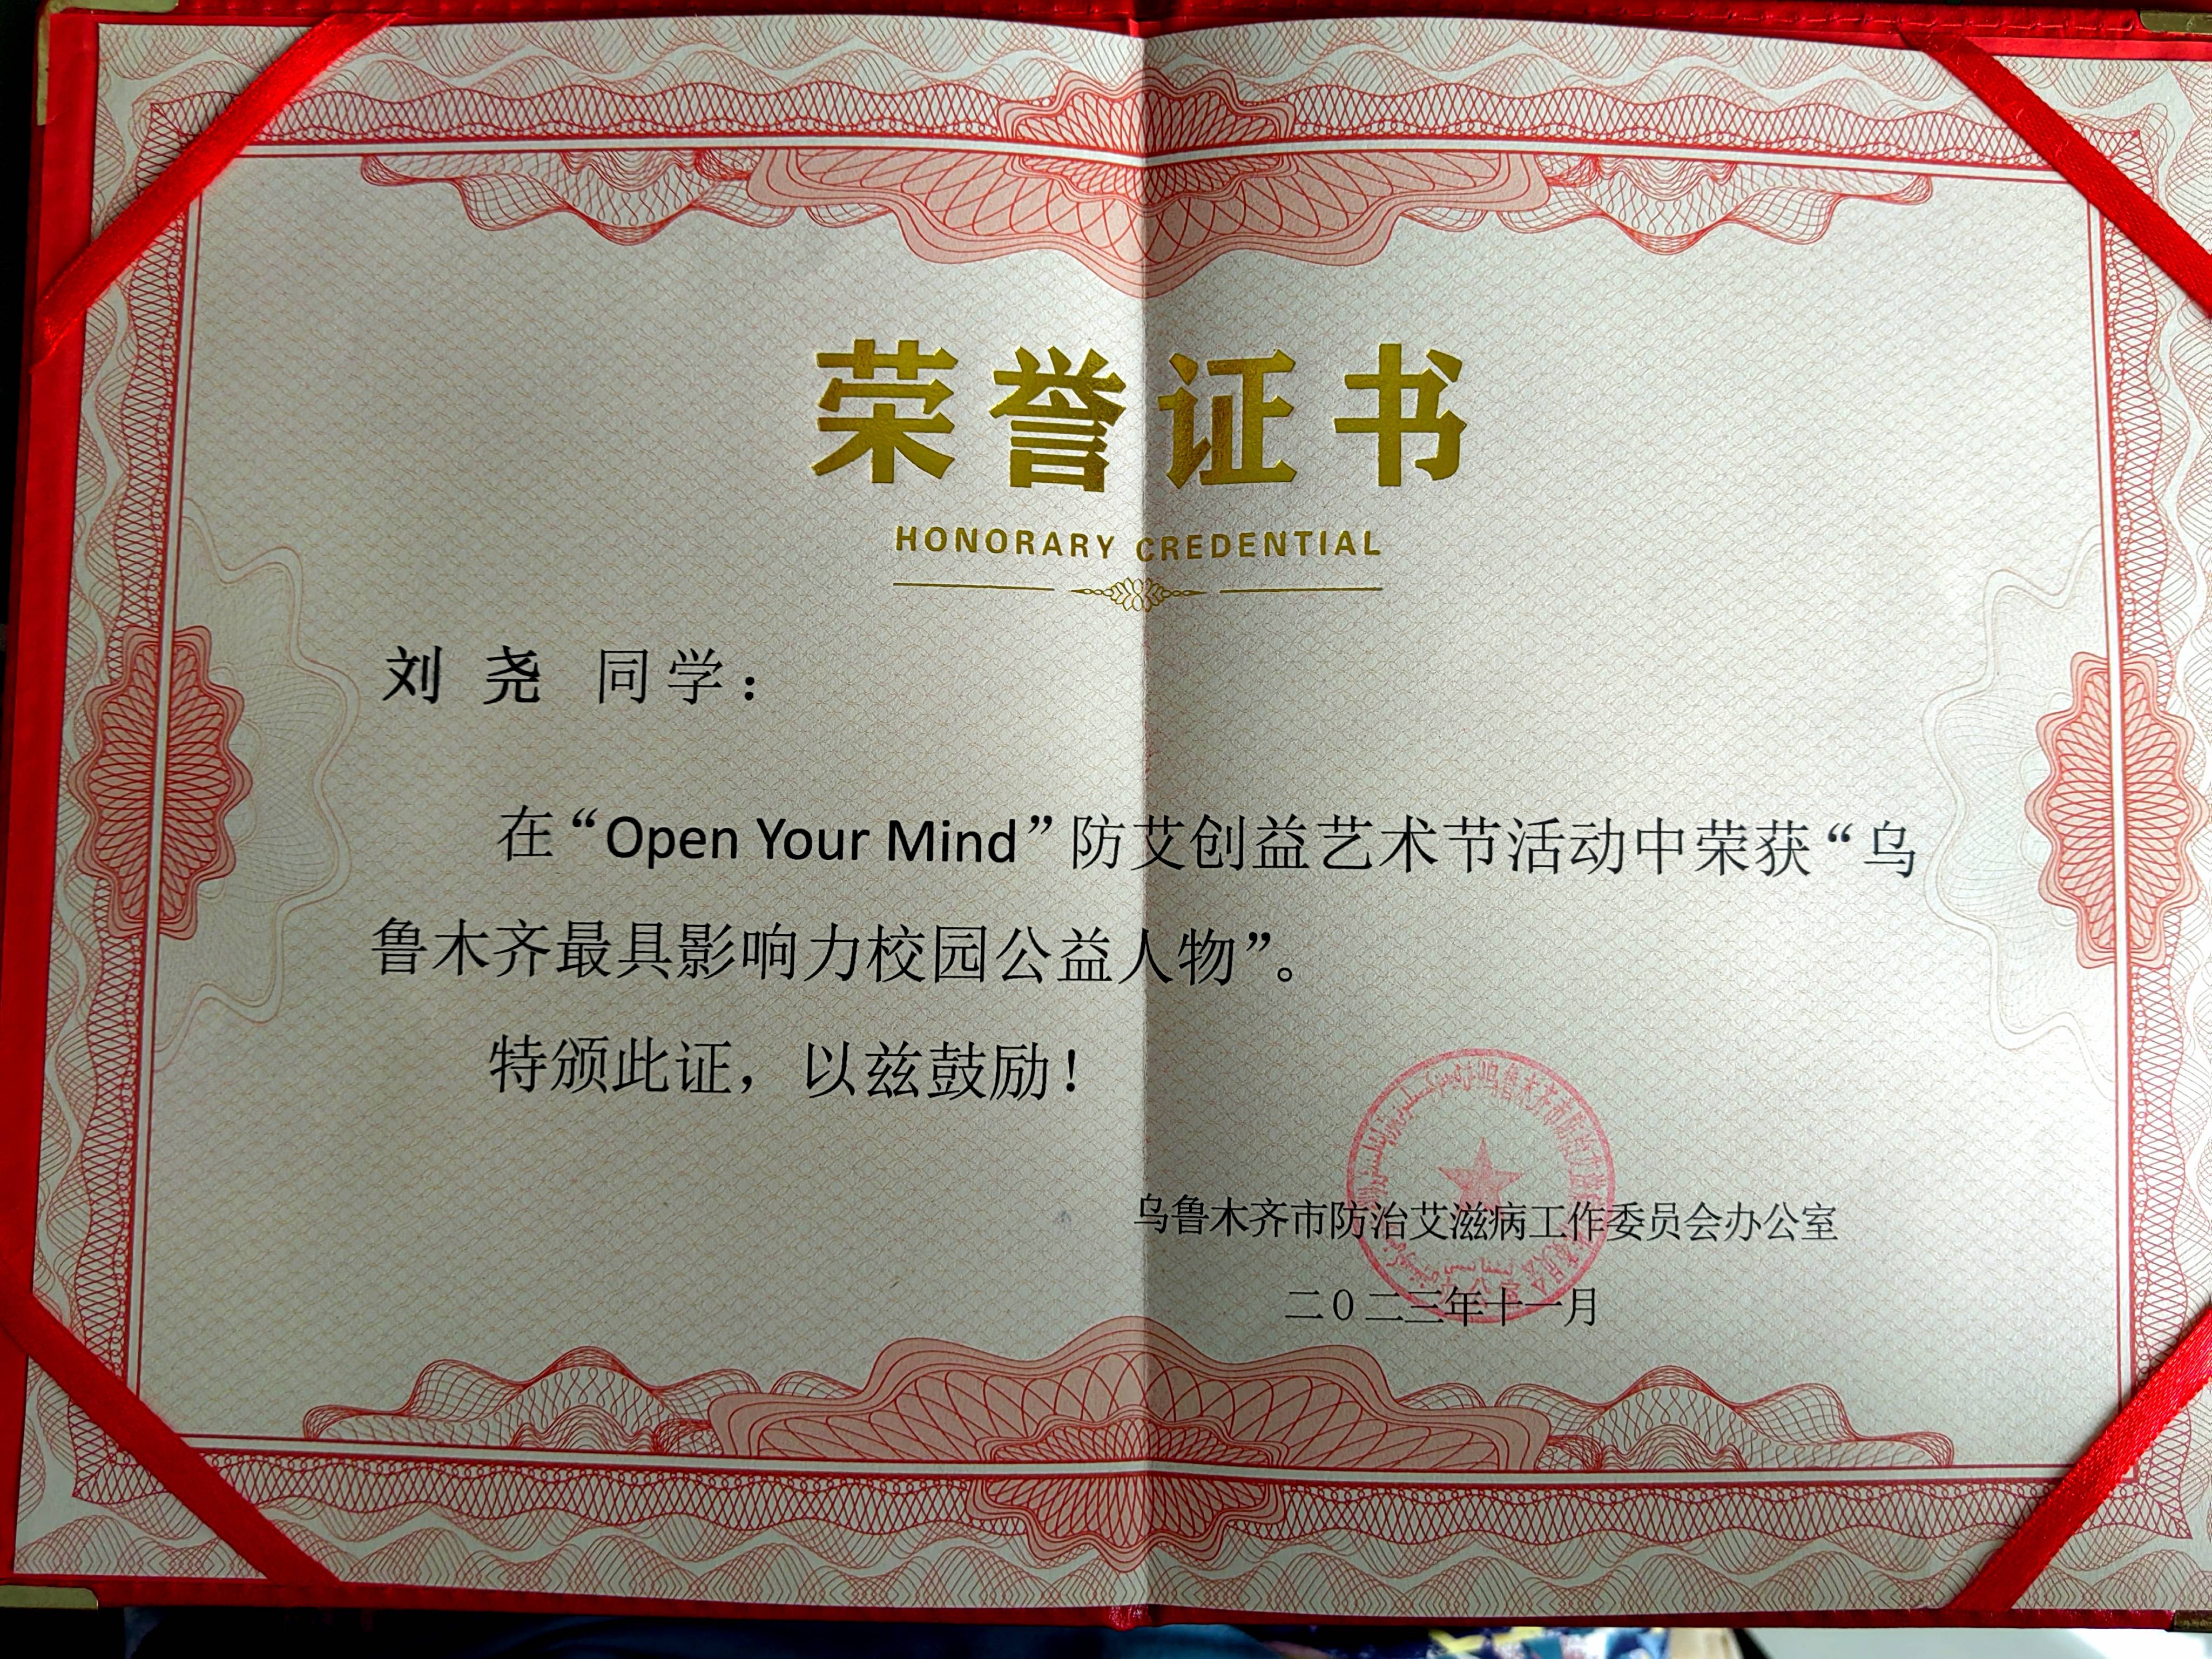 荣誉证书
HONORARY CREDENTIAL
刘 尧 同学：
在“Open Your Mind”防艾创益艺术节活动中荣获“乌
鲁木齐最具影响力校园公益人物”。
特颁此证，以兹鼓励！
乌鲁木齐市防治艾滋病工作委员会办公室
二0二三年十一月